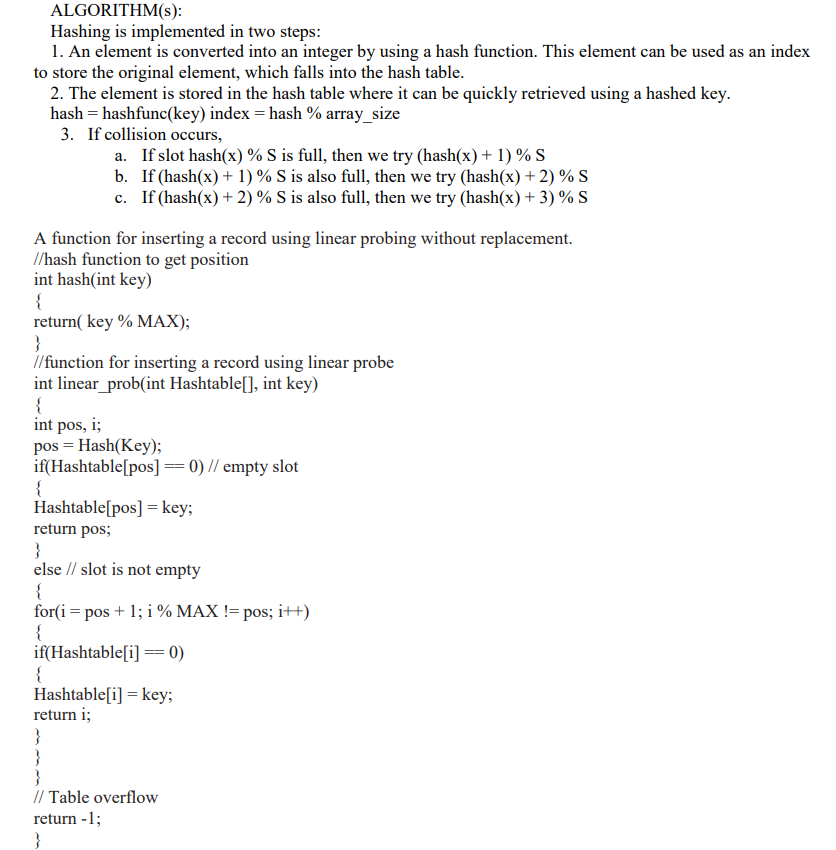 ALGORITHM(s):
Hashing is implemented in two steps:
1. An element is converted into an integer by using a hash function. This element can be used as an index
to store the original element, which falls into the hash table.
2. The element is stored in the hash table where it can be quickly retrieved using a hashed key.
hash = hashfunc(key) index = hash % array_size
3. If collision occurs,
a. If slot hash(x) % S is full, then we try (hash(x) + 1) % S
b. If (hash(x) + 1) % S is also full, then we try (hash(x) + 2) % S
c. If (hash(x) + 2) % S is also full, then we try (hash(x) + 3) % S
A function for inserting a record using linear probing without replacement.
//hash function to get position
int hash(int key)
{
return( key % MAX);
}
//function for inserting a record using linear probe
int linear_prob(int Hashtable[], int key)
{
int pos, i;
pos = Hash(Key);
if(Hashtable[pos] == 0) // empty slot
{
Hashtable[pos] = key;
return pos;
}
else // slot is not empty
{
for(i = pos + 1; i % MAX != pos; i++)
{
if(Hashtable[i] == 0)
{
Hashtable[i] = key;
return i;
}
}
}
// Table overflow
return -1;
}